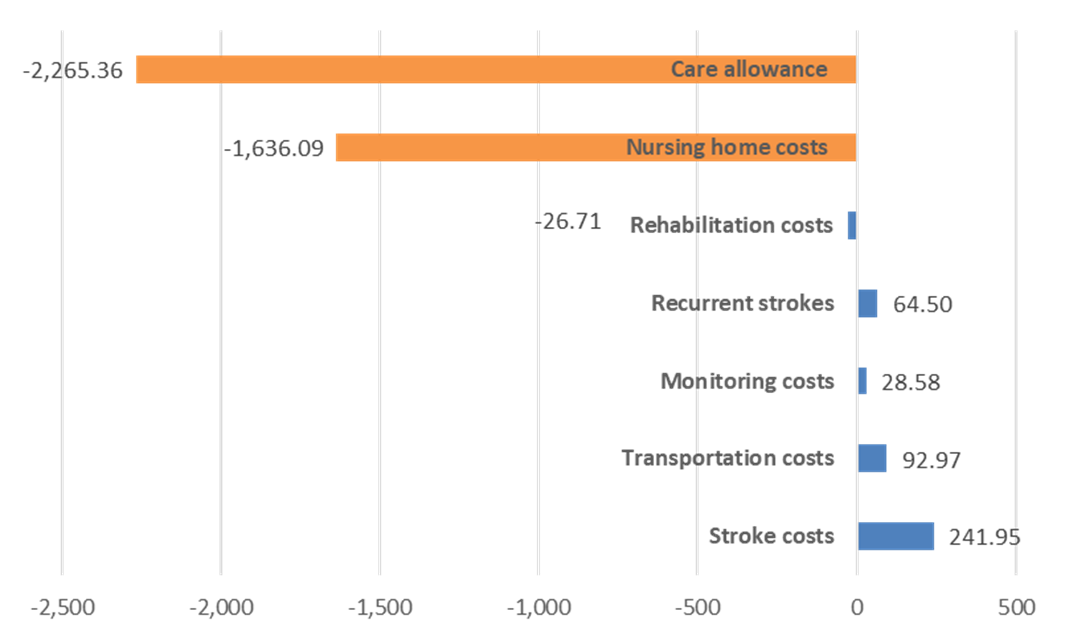 -2,265.36 Care allowance
-1,636.09 Nursing home costs
-26.71 Rehabilitation costs
Recurrent strokes 64.50
Monitoring costs 28.58
Transportation costs 92.97
Stroke costs 241.95
-2,500 -2,000 -1,500 -1,000 -500 0 500